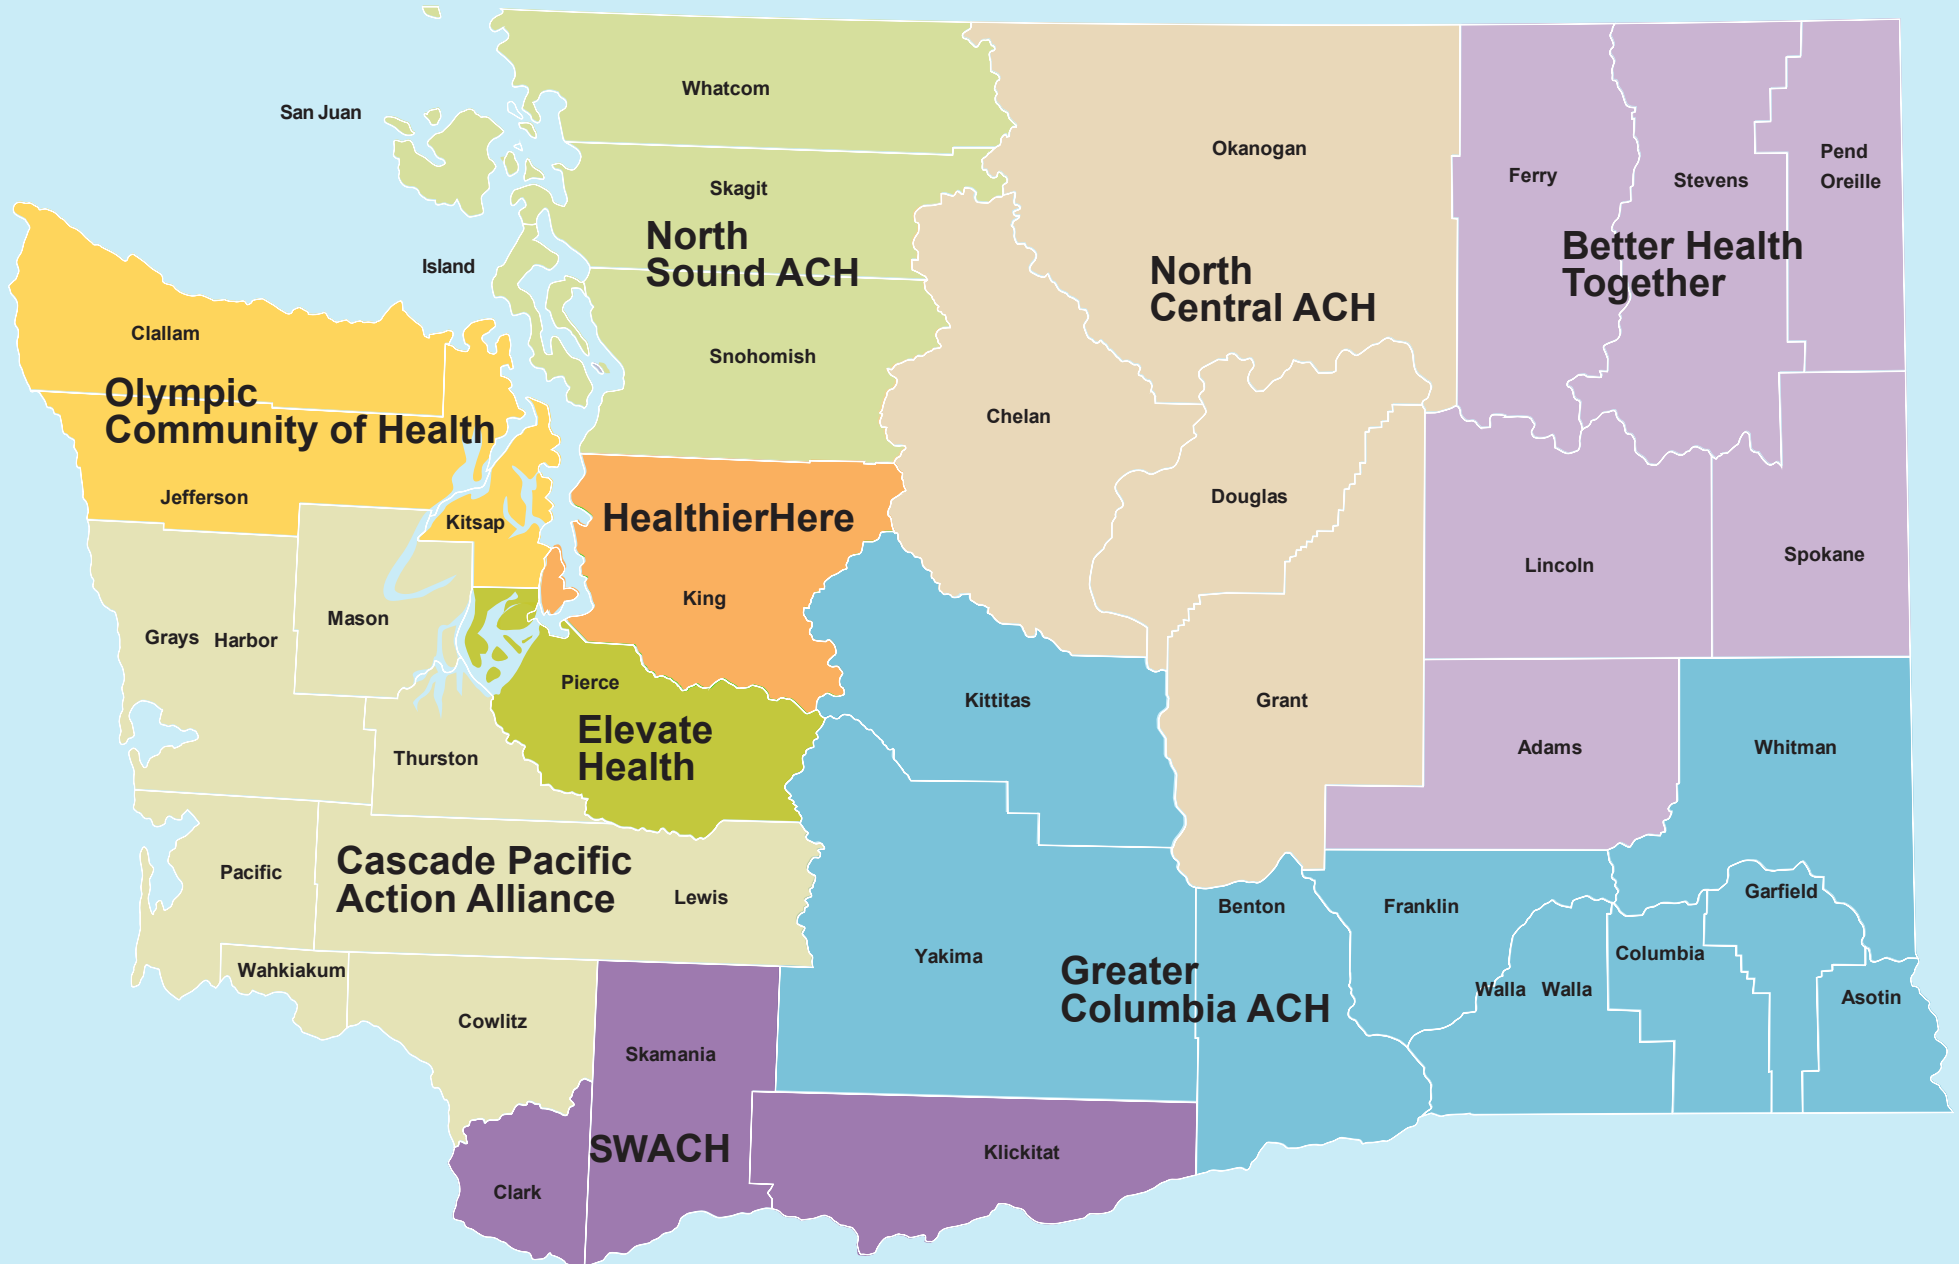 Whatcom
San Juan
Okanogan
Pend
Oreille
Ferry
Stevens
Skagit
North
Sound ACH
Island
Better Health
Together
North
Central ACH
Clallam
Snohomish
Olympic
Community of Health
Chelan
Jefferson
Douglas
Kitsap
HealthierHere
Lincoln
Spokane
King
Mason
Grays Harbor
Pierce
Kittitas
Grant
Elevate
Health
Thurston
Adams
Whitman
Cascade Pacific
Action Alliance
Pacific
Lewis
Benton
Franklin
Garfield
Columbia
Yakima
Greater
Columbia ACH
Wahkiakum
Walla Walla
Asotin
Cowlitz
Skamania
SWACH
Klickitat
Clark